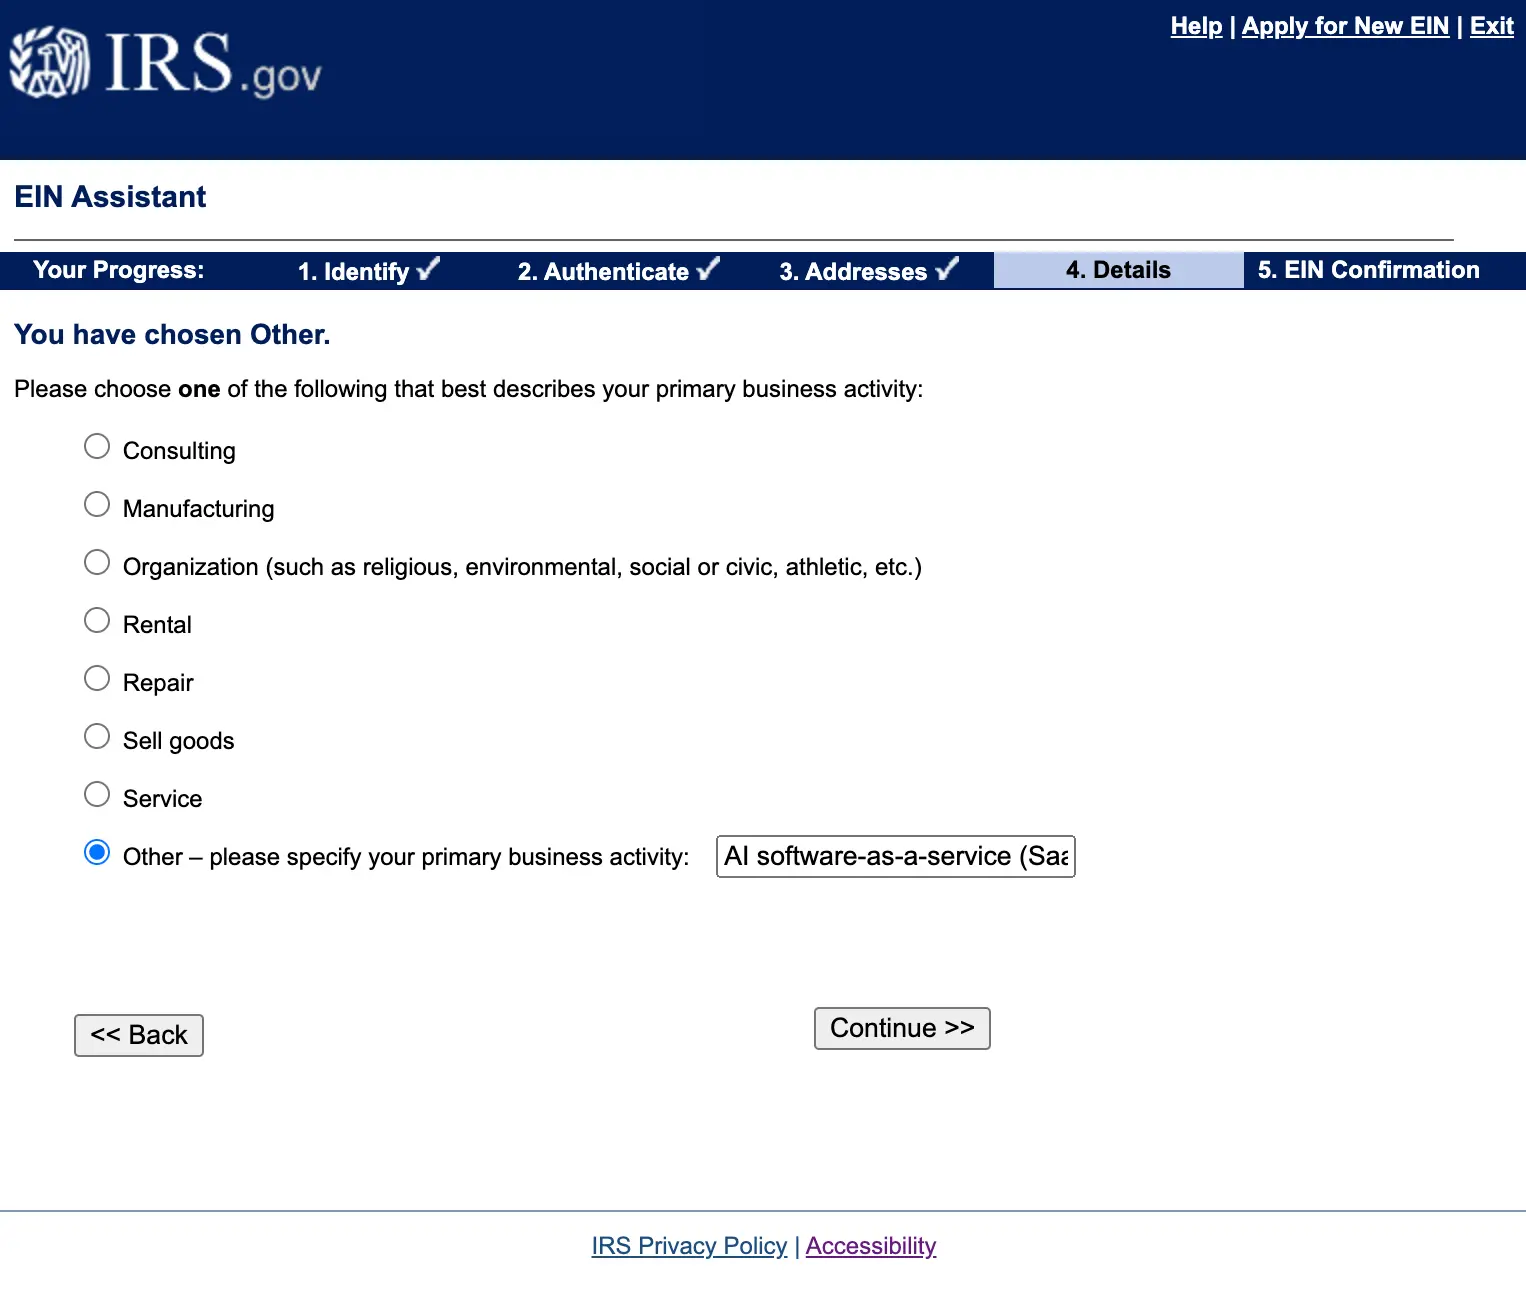 IRS.gov
Help | Apply for New EIN | Exit
EIN Assistant
Your Progress: 1. Identify ✓ 2. Authenticate ✓ 3. Addresses ✓ 4. Details 5. EIN Confirmation
You have chosen Other.
Please choose one of the following that best describes your primary business activity:
Consulting
Manufacturing
Organization (such as religious, environmental, social or civic, athletic, etc.)
Rental
Repair
Sell goods
Service
Other – please specify your primary business activity: AI software-as-a-service (Saa
<< Back Continue >>
IRS Privacy Policy | Accessibility